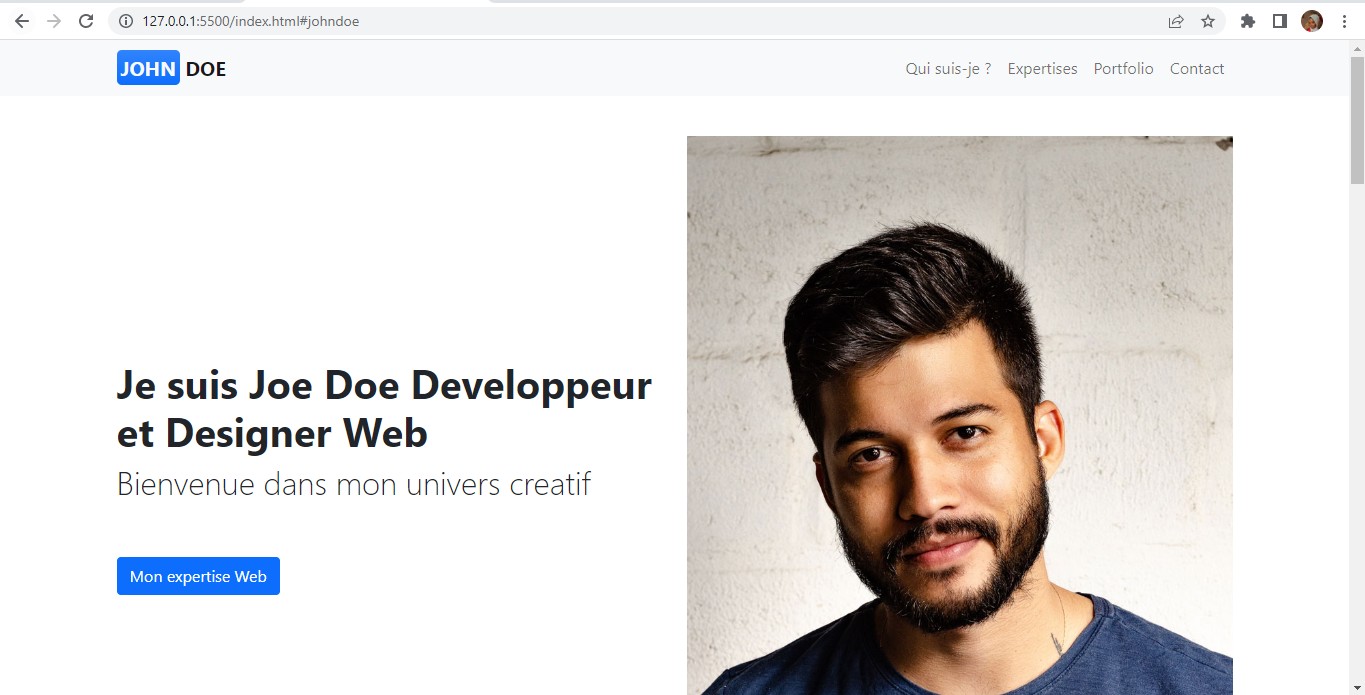 127.0.0.1:5500/index.html#johndoe
JOHN DOE
Qui suis-je ? Expertises Portfolio Contact
Je suis Joe Doe Developpeur
et Designer Web
Bienvenue dans mon univers creatif
Mon expertise Web